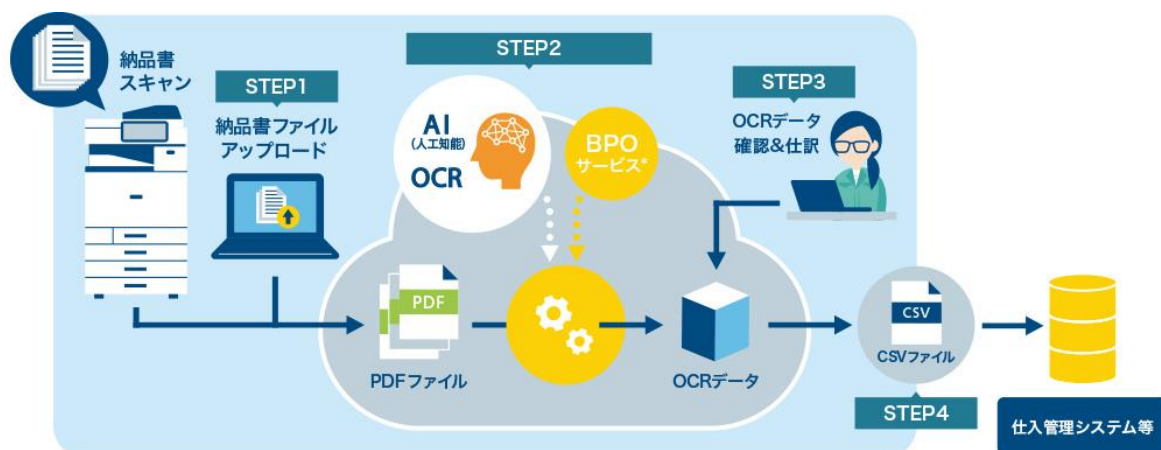 納品書
スキャン
STEP1
納品書ファイル
アップロード
STEP2
AI
(人工知能)
OCR
BPO
サービス*
STEP3
OCRデータ
確認&仕訳
PDF
PDFファイル
OCRデータ
CSV
CSVファイル
STEP4
仕入管理システム等